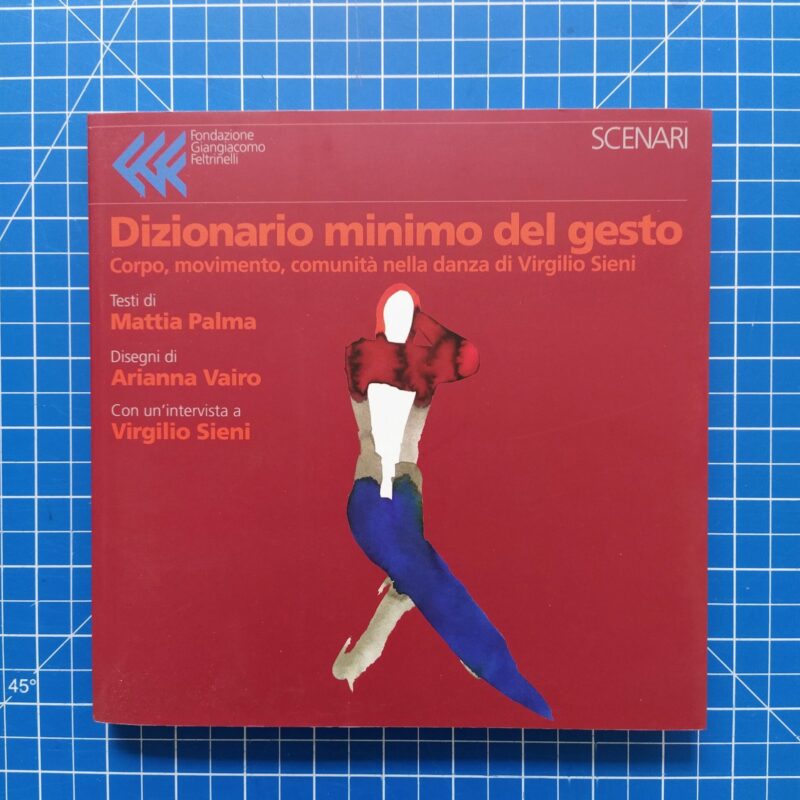 Fondazione
Giangiacomo
Feltrinelli
SCENARI
Dizionario minimo del gesto
Corpo, movimento, comunità nella danza di Virgilio Sieni
Testi di
Mattia Palma
Disegni di
Arianna Vairo
Con un'intervista a
Virgilio Sieni
45°